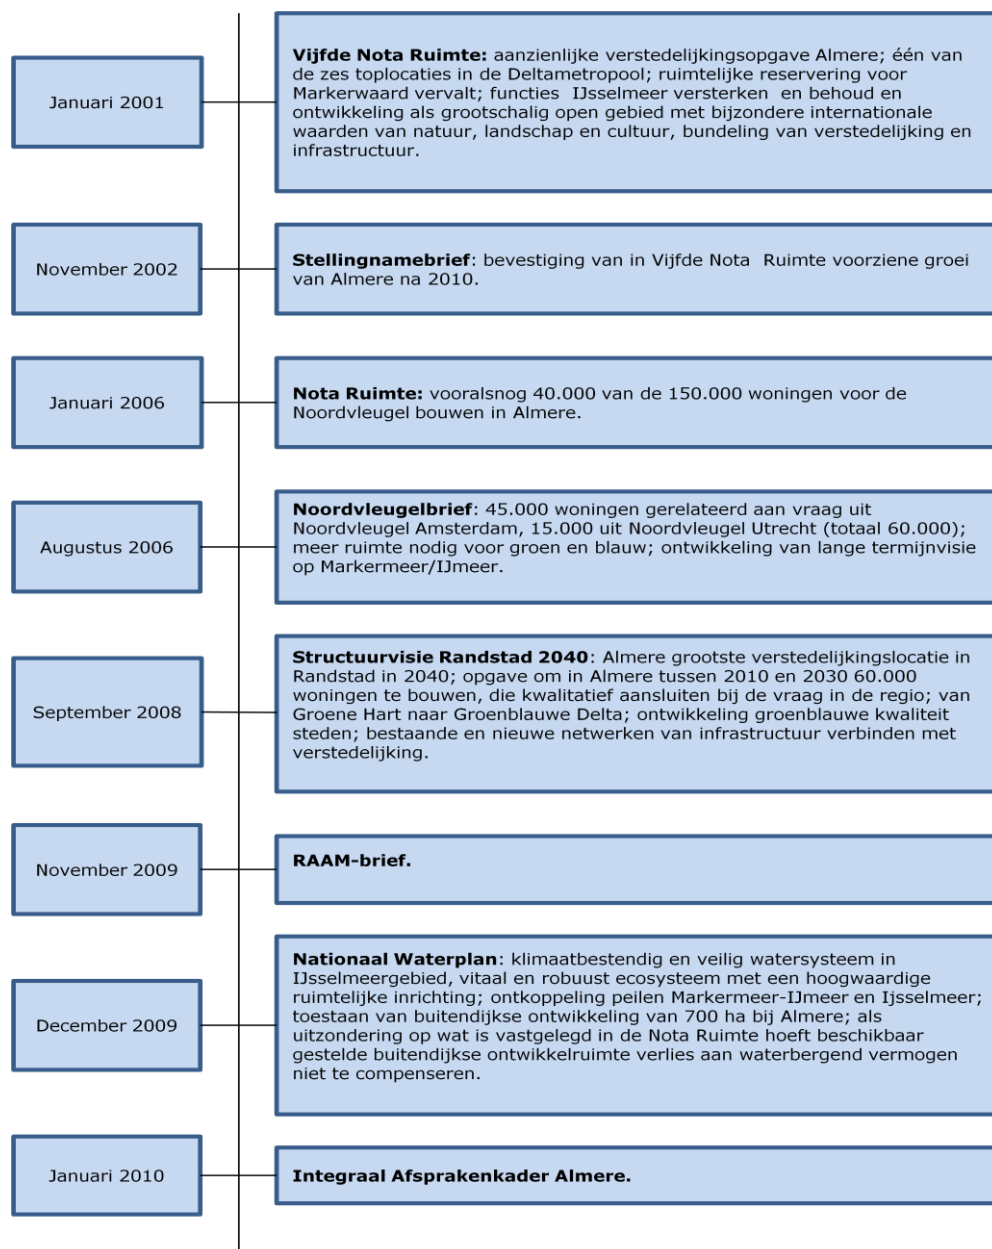 Januari 2001
Vijfde Nota Ruimte: aanzienlijke verstedelijkingsopgave Almere; één van
de zes toplocaties in de Deltametropool; ruimtelijke reservering voor
Markerwaard vervalt; functies IJsselmeer versterken en behoud en
ontwikkeling als grootschalig open gebied met bijzondere internationale
waarden van natuur, landschap en cultuur, bundeling van verstedelijking en
infrastructuur.
November 2002
Stellingnamebrief: bevestiging van in Vijfde Nota Ruimte voorziene groei
van Almere na 2010.
Januari 2006
Nota Ruimte: vooralsnog 40.000 van de 150.000 woningen voor de
Noordvleugel bouwen in Almere.
Augustus 2006
Noordvleugelbrief: 45.000 woningen gerelateerd aan vraag uit
Noordvleugel Amsterdam, 15.000 uit Noordvleugel Utrecht (totaal 60.000);
meer ruimte nodig voor groen en blauw; ontwikkeling van lange termijnvisie
op Markermeer/IJmeer.
September 2008
Structuurvisie Randstad 2040: Almere grootste verstedelijkingslocatie in
Randstad in 2040; opgave om in Almere tussen 2010 en 2030 60.000
woningen te bouwen, die kwalitatief aansluiten bij de vraag in de regio; van
Groene Hart naar Groenblauwe Delta; ontwikkeling groenblauwe kwaliteit
steden; bestaande en nieuwe netwerken van infrastructuur verbinden met
verstedelijking.
November 2009
RAAM-brief.
December 2009
Nationaal Waterplan: klimaatbestendig en veilig watersysteem in
IJsselmeergebied, vitaal en robuust ecosysteem met een hoogwaardige
ruimtelijke inrichting; ontkoppeling peilen Markermeer-IJmeer en Ijsselmeer;
toestaan van buitendijkse ontwikkeling van 700 ha bij Almere; als
uitzondering op wat is vastgelegd in de Nota Ruimte hoeft beschikbaar
gestelde buitendijkse ontwikkelruimte verlies aan waterbergend vermogen
niet te compenseren.
Januari 2010
Integraal Afsprakenkader Almere.